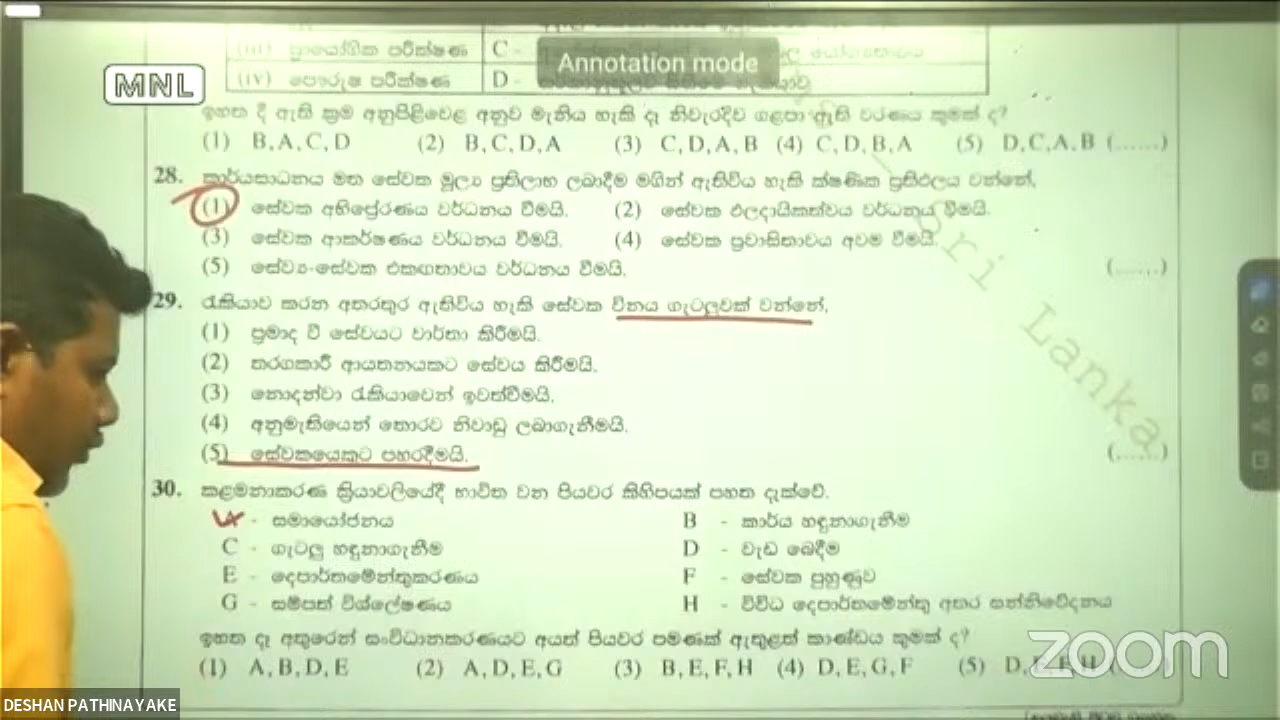 (iii) ප්‍රායෝගික පරීක්ෂණ C -
Annotation mode
MNL
(iv) පෞරුෂ පරීක්ෂණ D -
ඉහත දී ඇති ක්‍රම අනුපිළිවෙළ අනුව මැනිය හැකි දෑ නිවැරදිව ගළපා ඇති වරණය කුමක් ද?
(1) B, A, C, D (2) B, C, D, A (3) C, D, A, B (4) C, D, B, A (5) D, C, A, B (......)
28. කාර්යසාධනය මත සේවක මූල්‍ය ප්‍රතිලාභ ලබාදීම මගින් ඇතිවිය හැකි ක්ෂණික ප්‍රතිඵලය වන්නේ,
(1) සේවක අභිප්‍රේරණය වර්ධනය වීමයි. (2) සේවක ඵලදායිකත්වය වර්ධනය වීමයි.
(3) සේවක ආකර්ෂණය වර්ධනය වීමයි. (4) සේවක ප්‍රවාසිතාවය අවම වීමයි.
(5) සේව්‍ය-සේවක එකඟතාවය වර්ධනය වීමයි. (......)
29. රැකියාව කරන අතරතුර ඇතිවිය හැකි සේවක විනය ගැටලුවක් වන්නේ,
(1) ප්‍රමාද වී සේවයට වාර්තා කිරීමයි.
(2) තරගකාරී ආයතනයකට සේවය කිරීමයි.
(3) නොදන්වා රැකියාවෙන් ඉවත්වීමයි.
(4) අනුමැතියෙන් තොරව නිවාඩු ලබාගැනීමයි.
(5) සේවකයෙකුට පහරදීමයි. (......)
30. කළමනාකරණ ක්‍රියාවලියේදී භාවිත වන පියවර කිහිපයක් පහත දැක්වේ.
A - සමායෝජනය B - කාර්ය හඳුනාගැනීම
C - ගැටලු හඳුනාගැනීම D - වැඩ බෙදීම
E - දෙපාර්තමේන්තුකරණය F - සේවක පුහුණුව
G - සම්පත් විශ්ලේෂණය H - විවිධ දෙපාර්තමේන්තු අතර සන්නිවේදනය
ඉහත දෑ අතුරෙන් සංවිධානකරණයට අයත් පියවර පමණක් ඇතුළත් කාණ්ඩය කුමක් ද?
(1) A, B, D, E (2) A, D, E, G (3) B, E, F, H (4) D, E, G, F (5) D,
Sri Lanka
zoom
DESHAN PATHINAYAKE